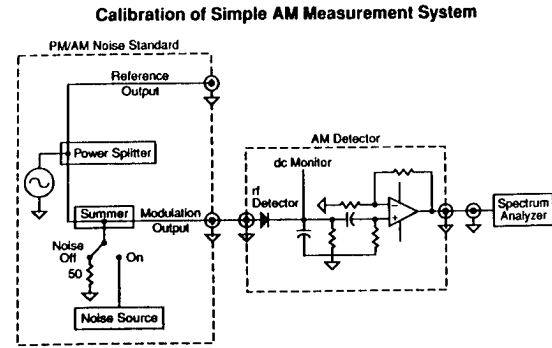 Calibration of Simple AM Measurement System
PM/AM Noise Standard
Reference
Output
Power Splitter
AM Detector
dc Monitor
rf
Detector
Summer
Modulation
Output
Spectrum
Analyzer
Noise
Off
50
On
Noise Source